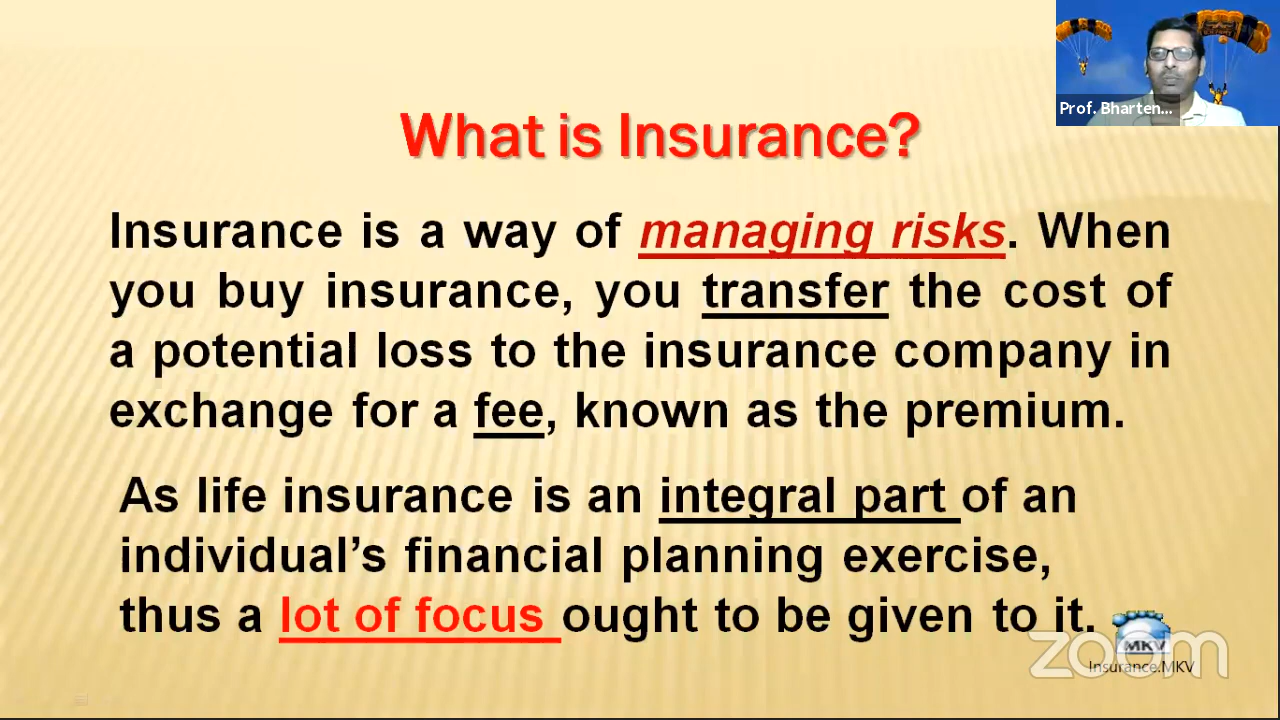 Prof. Bharten...
What is Insurance?
Insurance is a way of managing risks. When
you buy insurance, you transfer the cost of
a potential loss to the insurance company in
exchange for a fee, known as the premium.
As life insurance is an integral part of an
individual’s financial planning exercise,
thus a lot of focus ought to be given to it.
MKV
zoom
Insurance.MKV